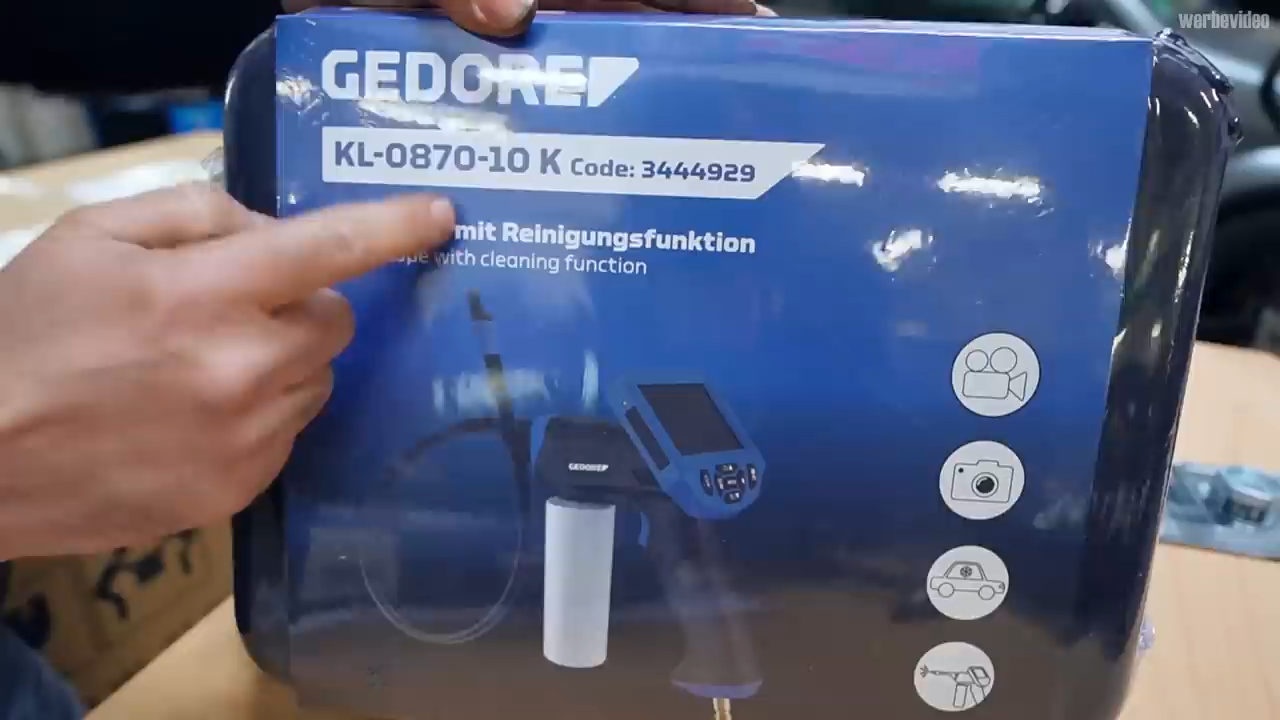 werbevideo
GEDORE
KL-0870-10 K Code: 3444929
mit Reinigungsfunktion
with cleaning function
GEDORE